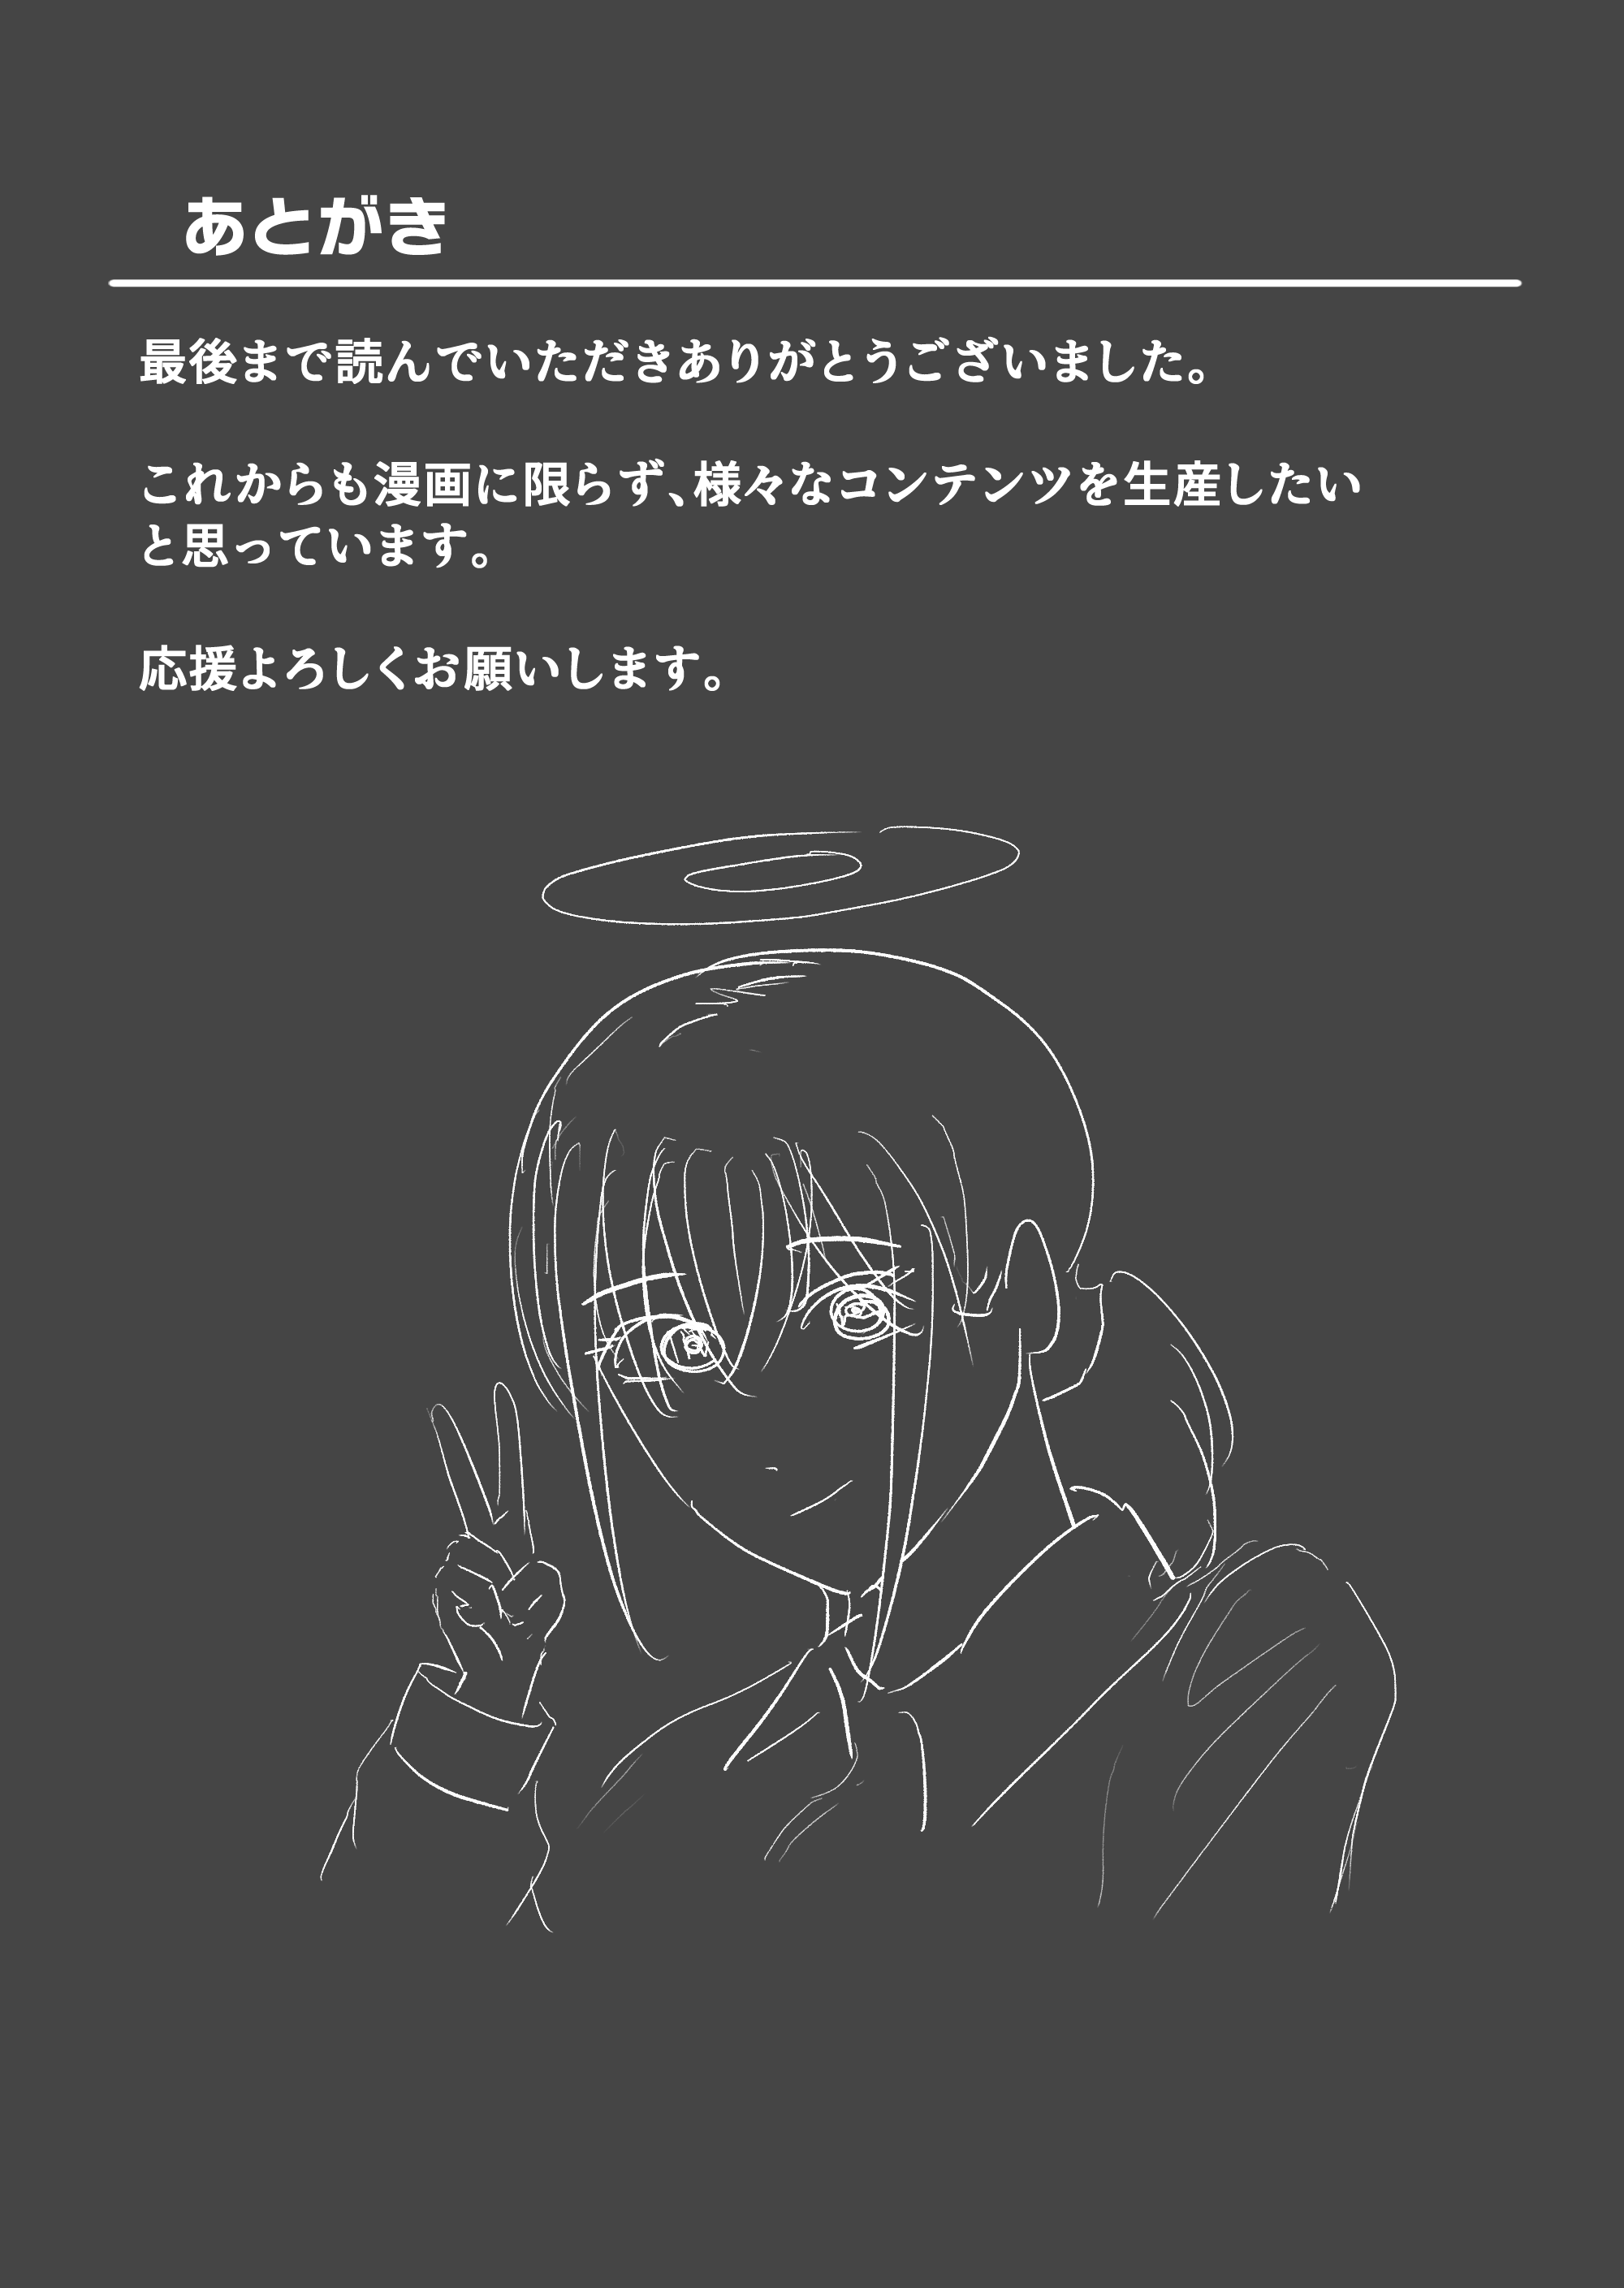 あとがき
最後まで読んでいただきありがとうございました。
これからも漫画に限らず、様々なコンテンツを生産したい
と思っています。
応援よろしくお願いします。